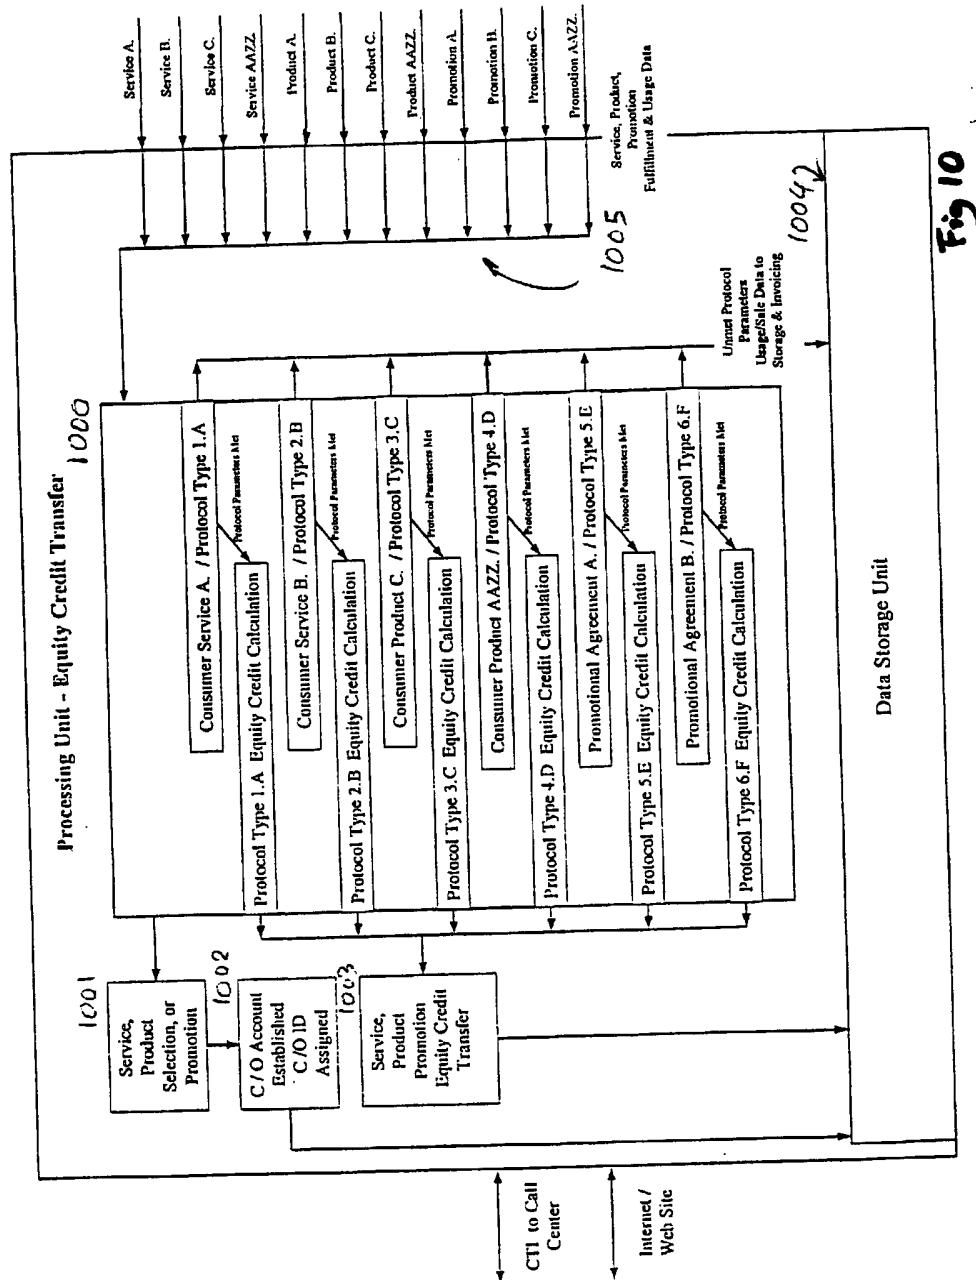 Processing Unit - Equity Credit Transfer
1000
1001
Service,
Product
Selection, or
Promotion
1002
C / O Account
Established
C / O ID
Assigned
1003
Service,
Product
Promotion
Equity Credit
Transfer
Consumer Service A. / Protocol Type 1.A
Protocol Parameters Met
Protocol Type 1.A Equity Credit Calculation
Consumer Service B. / Protocol Type 2.B
Protocol Parameters Met
Protocol Type 2.B Equity Credit Calculation
Consumer Product C. / Protocol Type 3.C
Protocol Parameters Met
Protocol Type 3.C Equity Credit Calculation
Consumer Product AAZZ. / Protocol Type 4.D
Protocol Parameters Met
Protocol Type 4.D Equity Credit Calculation
Promotional Agreement A. / Protocol Type 5.E
Protocol Parameters Met
Protocol Type 5.E Equity Credit Calculation
Promotional Agreement B. / Protocol Type 6.F
Protocol Parameters Met
Protocol Type 6.F Equity Credit Calculation
Service A.
Service B.
Service C.
Service AAZZ.
Product A.
Product B.
Product C.
Product AAZZ.
Promotion A.
Promotion B.
Promotion C.
Promotion AAZZ.
Service, Product,
Promotion
Fulfillment & Usage Data
1005
Unmet Protocol
Parameters
Usage/Sale Data to
Storage & Invoicing
10042
Data Storage Unit
CTI to Call
Center
Internet /
Web Site
Fig 10